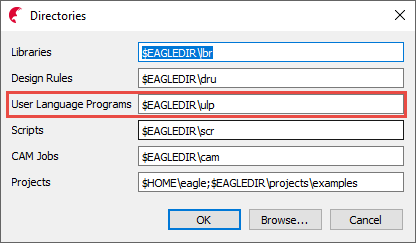 Directories
Libraries $EAGLEDIR\lbr
Design Rules $EAGLEDIR\dru
User Language Programs $EAGLEDIR\ulp
Scripts $EAGLEDIR\scr
CAM Jobs $EAGLEDIR\cam
Projects $HOME\eagle;$EAGLEDIR\projects\examples
OK Browse... Cancel